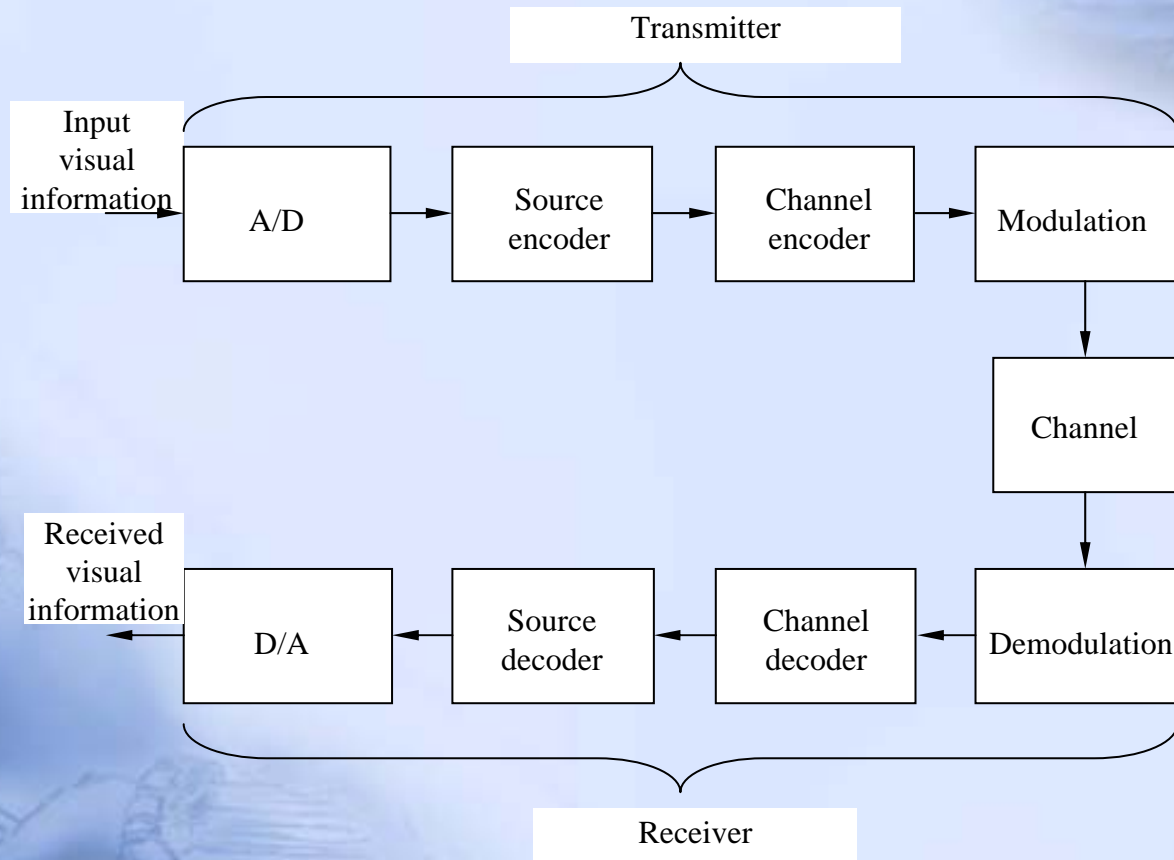 Transmitter
Input
visual
information
A/D
Source
encoder
Channel
encoder
Modulation
Channel
Received
visual
information
D/A
Source
decoder
Channel
decoder
Demodulation
Receiver